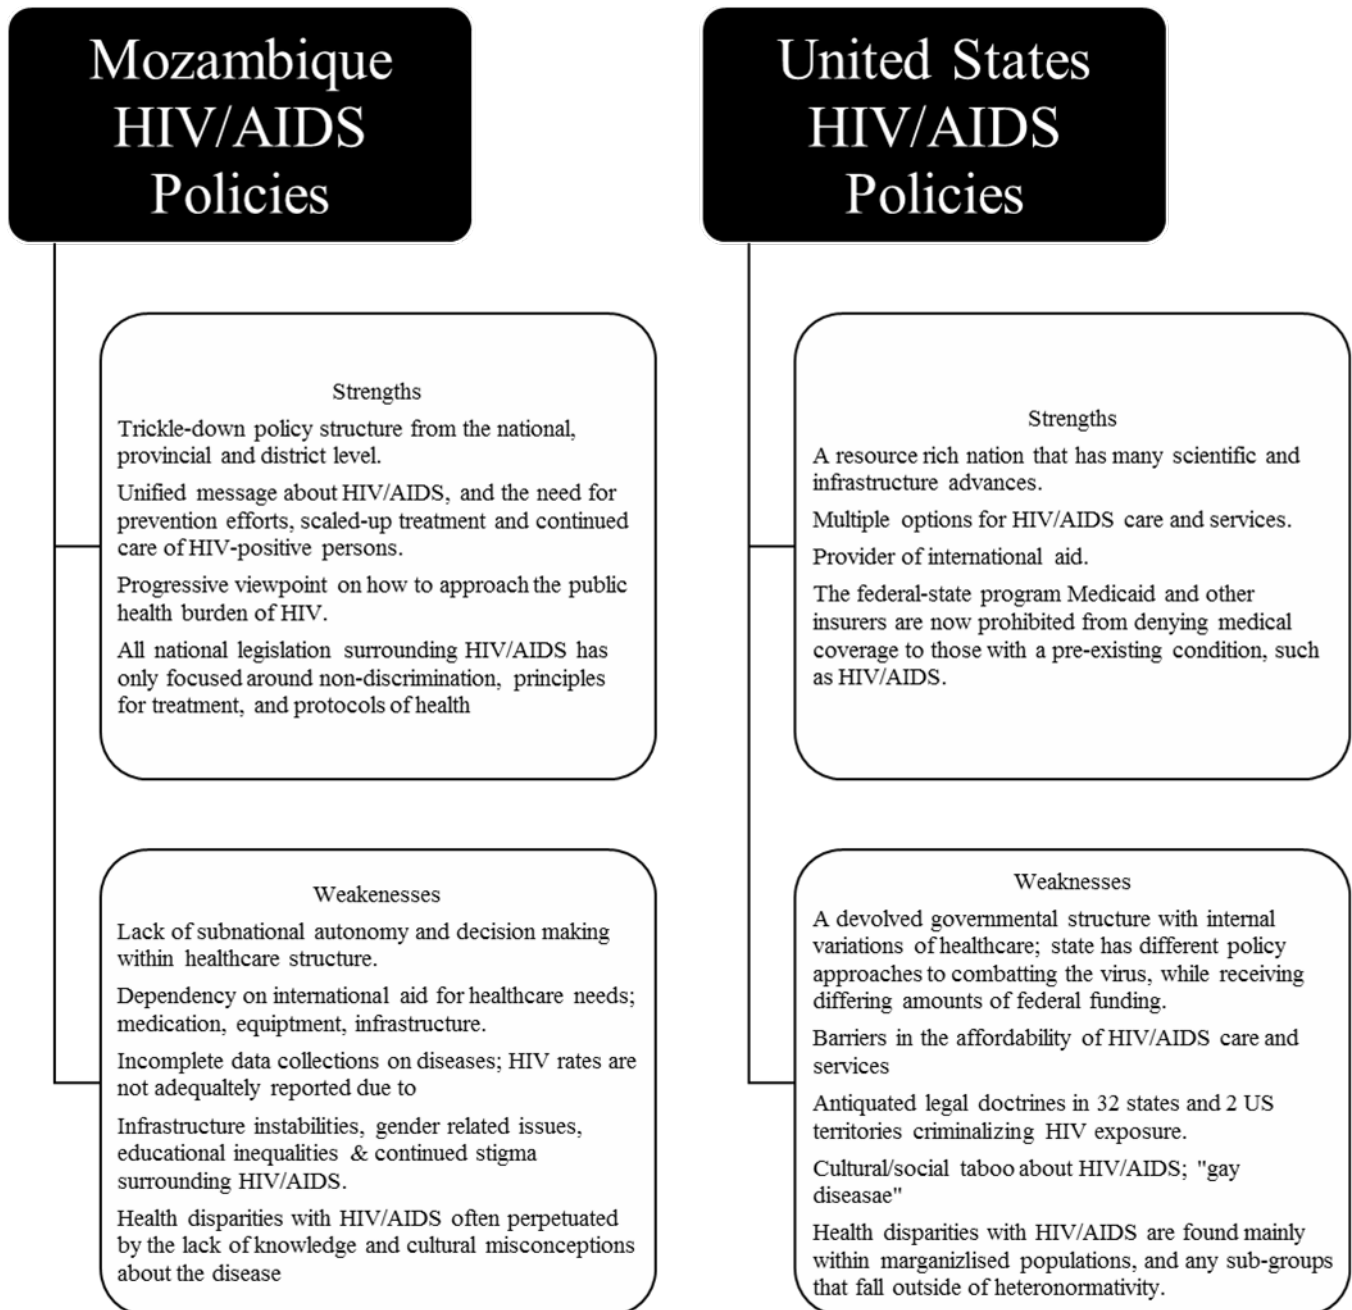 Mozambique
HIV/AIDS
Policies
Strengths
Trickle-down policy structure from the national,
provincial and district level.
Unified message about HIV/AIDS, and the need for
prevention efforts, scaled-up treatment and continued
care of HIV-positive persons.
Progressive viewpoint on how to approach the public
health burden of HIV.
All national legislation surrounding HIV/AIDS has
only focused around non-discrimination, principles
for treatment, and protocols of health
Weakenesses
Lack of subnational autonomy and decision making
within healthcare structure.
Dependency on international aid for healthcare needs;
medication, equiptment, infrastructure.
Incomplete data collections on diseases; HIV rates are
not adequaltely reported due to
Infrastructure instabilities, gender related issues,
educational inequalities & continued stigma
surrounding HIV/AIDS.
Health disparities with HIV/AIDS often perpetuated
by the lack of knowledge and cultural misconceptions
about the disease
United States
HIV/AIDS
Policies
Strengths
A resource rich nation that has many scientific and
infrastructure advances.
Multiple options for HIV/AIDS care and services.
Provider of international aid.
The federal-state program Medicaid and other
insurers are now prohibited from denying medical
coverage to those with a pre-existing condition, such
as HIV/AIDS.
Weaknesses
A devolved governmental structure with internal
variations of healthcare; state has different policy
approaches to combatting the virus, while receiving
differing amounts of federal funding.
Barriers in the affordability of HIV/AIDS care and
services
Antiquated legal doctrines in 32 states and 2 US
territories criminalizing HIV exposure.
Cultural/social taboo about HIV/AIDS; "gay
diseasae"
Health disparities with HIV/AIDS are found mainly
within marganizlised populations, and any sub-groups
that fall outside of heteronormativity.